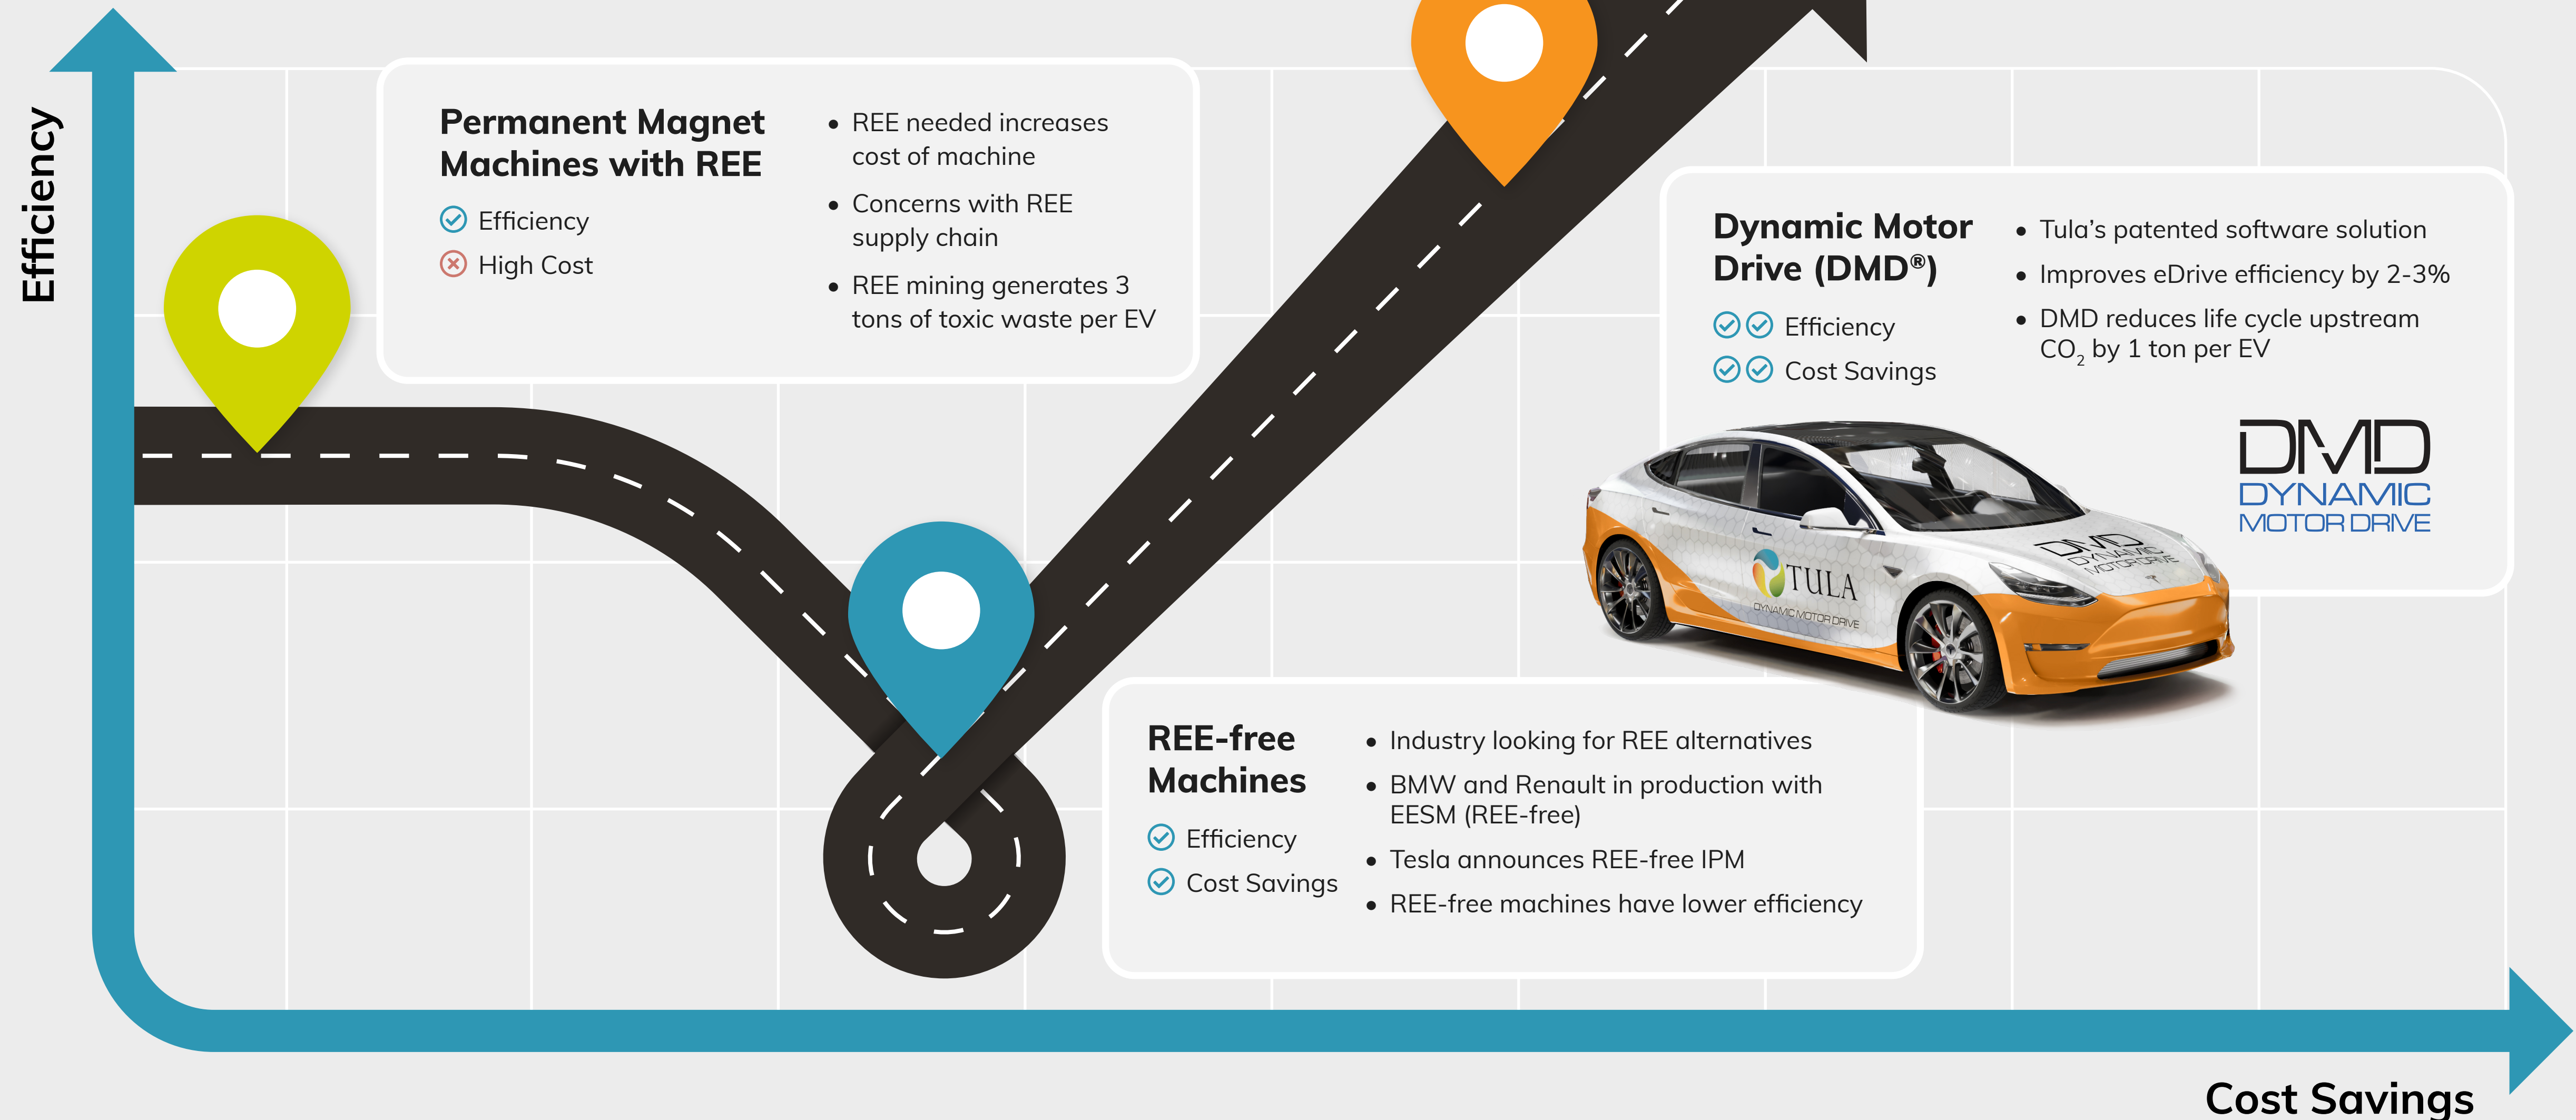 Efficiency
Permanent Magnet
Machines with REE
Efficiency
High Cost
• REE needed increases
cost of machine
• Concerns with REE
supply chain
• REE mining generates 3
tons of toxic waste per EV
Dynamic Motor
Drive (DMD®)
Efficiency
Cost Savings
• Tula’s patented software solution
• Improves eDrive efficiency by 2-3%
• DMD reduces life cycle upstream
CO₂ by 1 ton per EV
DMD
DYNAMIC
MOTOR DRIVE
DMD
DYNAMIC
MOTOR DRIVE
TULA
DYNAMIC MOTOR DRIVE
REE-free
Machines
Efficiency
Cost Savings
• Industry looking for REE alternatives
• BMW and Renault in production with
EESM (REE-free)
• Tesla announces REE-free IPM
• REE-free machines have lower efficiency
Cost Savings